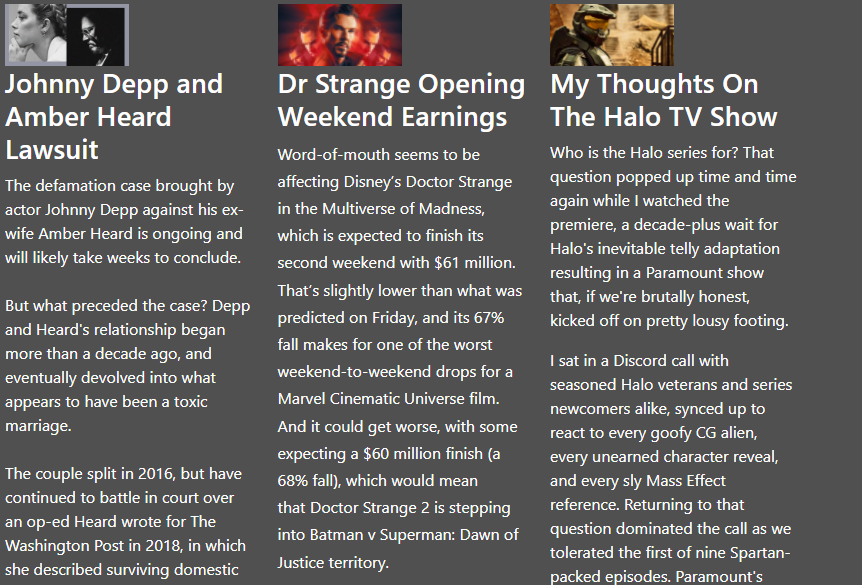 Johnny Depp and
Amber Heard
Lawsuit
The defamation case brought by
actor Johnny Depp against his ex-
wife Amber Heard is ongoing and
will likely take weeks to conclude.
But what preceded the case? Depp
and Heard's relationship began
more than a decade ago, and
eventually devolved into what
appears to have been a toxic
marriage.
The couple split in 2016, but have
continued to battle in court over
an op-ed Heard wrote for The
Washington Post in 2018, in which
she described surviving domestic
Dr Strange Opening
Weekend Earnings
Word-of-mouth seems to be
affecting Disney’s Doctor Strange
in the Multiverse of Madness,
which is expected to finish its
second weekend with $61 million.
That’s slightly lower than what was
predicted on Friday, and its 67%
fall makes for one of the worst
weekend-to-weekend drops for a
Marvel Cinematic Universe film.
And it could get worse, with some
expecting a $60 million finish (a
68% fall), which would mean
that Doctor Strange 2 is stepping
into Batman v Superman: Dawn of
Justice territory.
My Thoughts On
The Halo TV Show
Who is the Halo series for? That
question popped up time and time
again while I watched the
premiere, a decade-plus wait for
Halo's inevitable telly adaptation
resulting in a Paramount show
that, if we're brutally honest,
kicked off on pretty lousy footing.
I sat in a Discord call with
seasoned Halo veterans and series
newcomers alike, synced up to
react to every goofy CG alien,
every unearned character reveal,
and every sly Mass Effect
reference. Returning to that
question dominated the call as we
tolerated the first of nine Spartan-
packed episodes. Paramount's